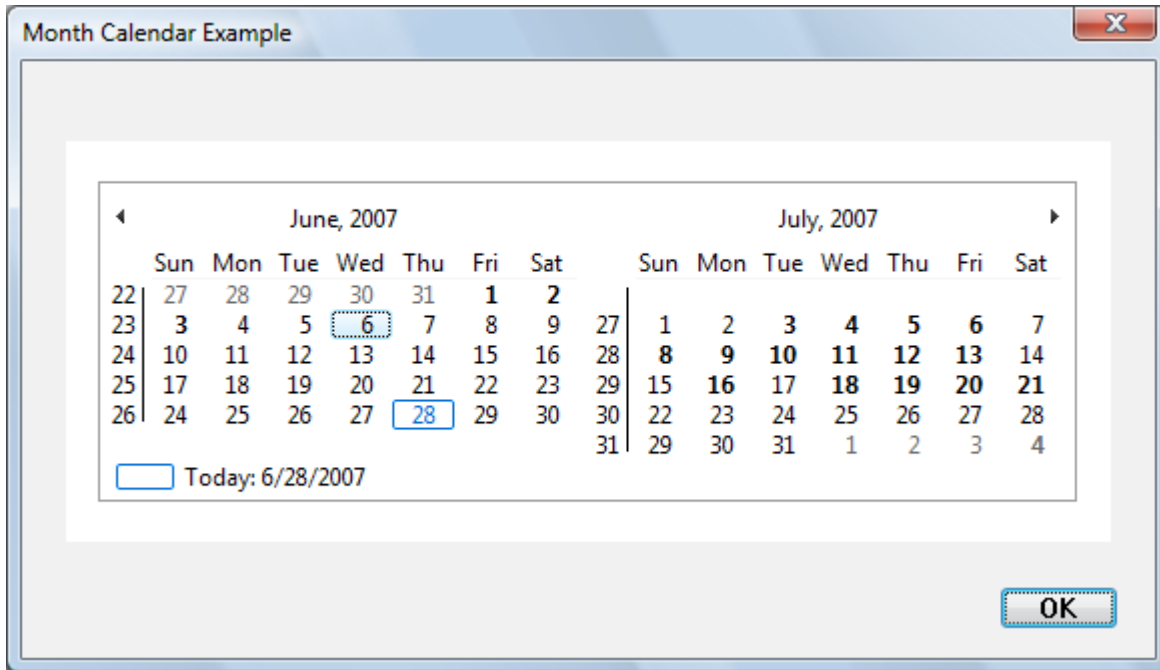 Month Calendar Example
June, 2007 July, 2007
Sun Mon Tue Wed Thu Fri Sat Sun Mon Tue Wed Thu Fri Sat
22 27 28 29 30 31 1 2
23 3 4 5 6 7 8 9 27 1 2 3 4 5 6 7
24 10 11 12 13 14 15 16 28 8 9 10 11 12 13 14
25 17 18 19 20 21 22 23 29 15 16 17 18 19 20 21
26 24 25 26 27 28 29 30 30 22 23 24 25 26 27 28
31 29 30 31 1 2 3 4
Today: 6/28/2007
OK